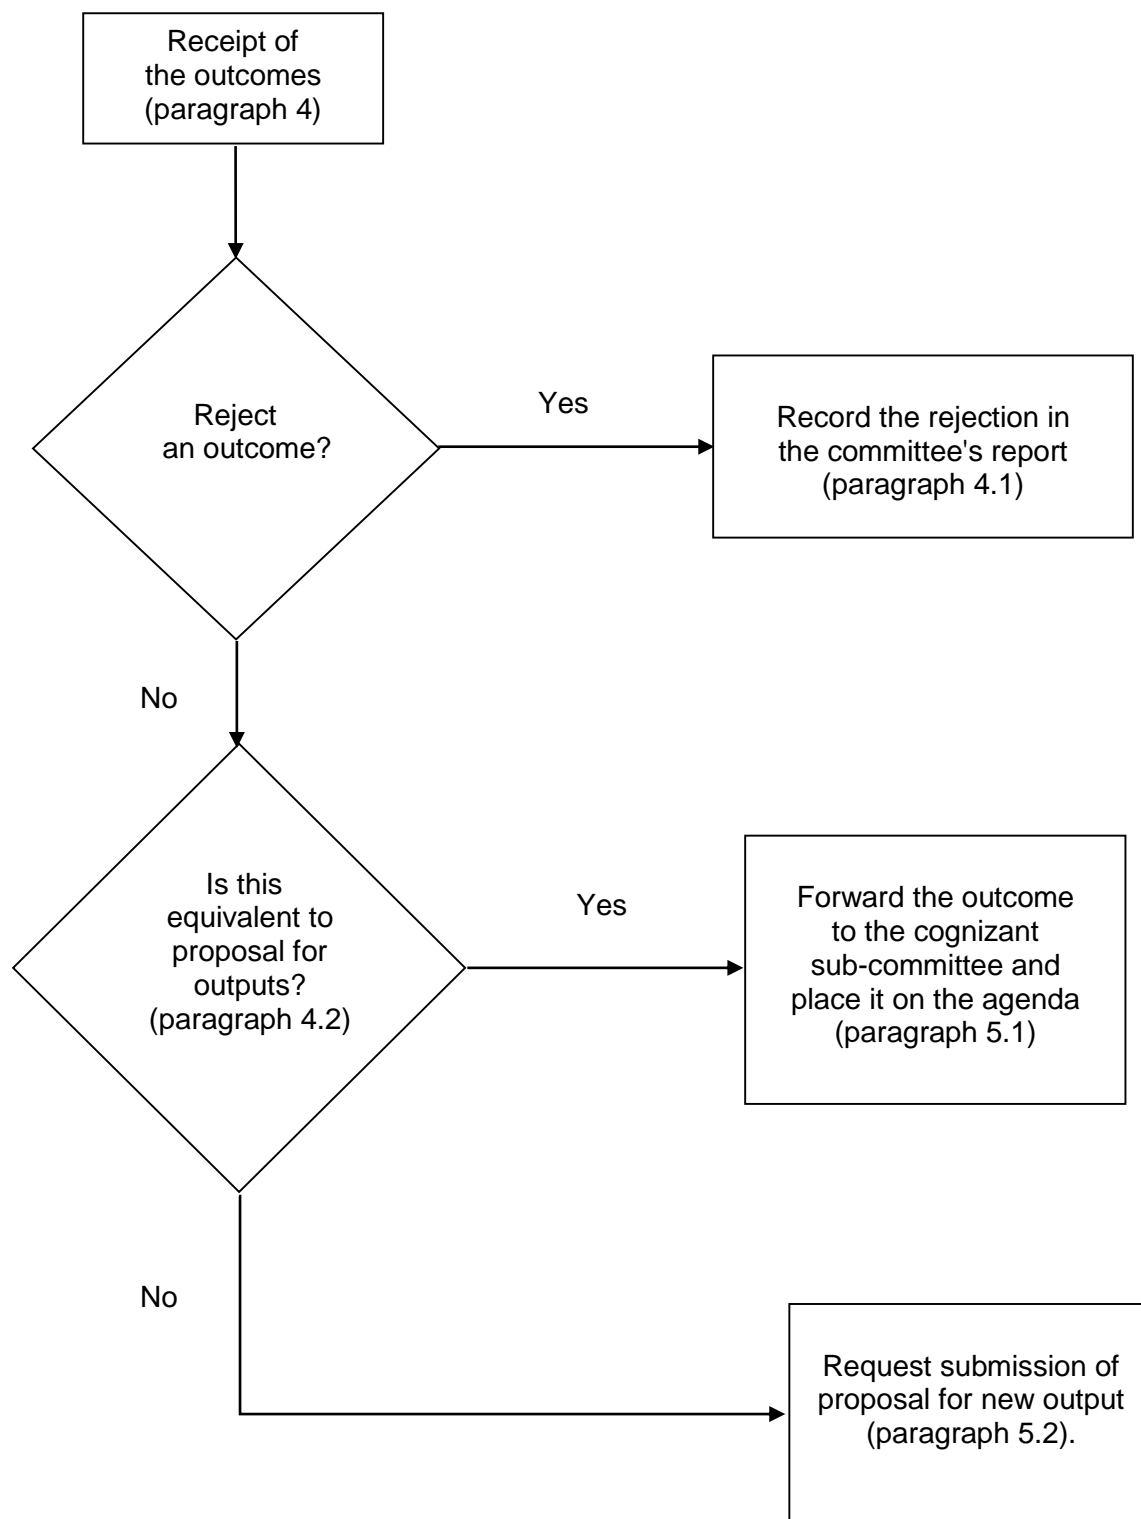 Receipt of
the outcomes
(paragraph 4)
Reject
an outcome?
Yes
Record the rejection in
the committee's report
(paragraph 4.1)
No
Is this
equivalent to
proposal for
outputs?
(paragraph 4.2)
Yes
Forward the outcome
to the cognizant
sub-committee and
place it on the agenda
(paragraph 5.1)
No
Request submission of
proposal for new output
(paragraph 5.2).